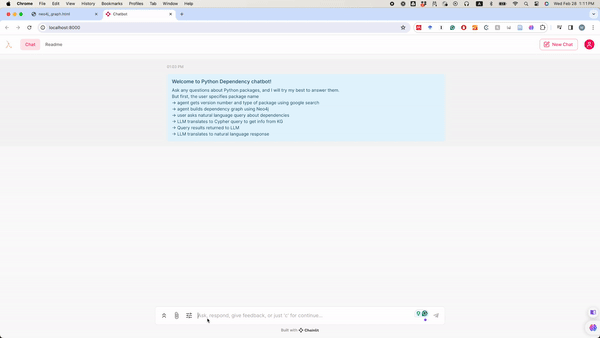 Chrome File Edit View History Bookmarks Profiles Tab Window Help
Wed Feb 28 1:11PM
neo4j_graph.html
Chatbot
localhost:8000
Chat Readme
New Chat
Welcome to Python Dependency chatbot!
Ask any questions about Python packages, and I will try my best to answer them.
But first, the user specifies package name
→ agent gets version number and type of package using google search
→ agent builds dependency graph using Neo4j
→ user asks natural language query about dependencies
→ LLM translates to Cypher query to get info from KG
→ Query results returned to LLM
→ LLM translates to natural language response
Ask, respond, give feedback, or just 'c' for continue...
Built with Chainlit